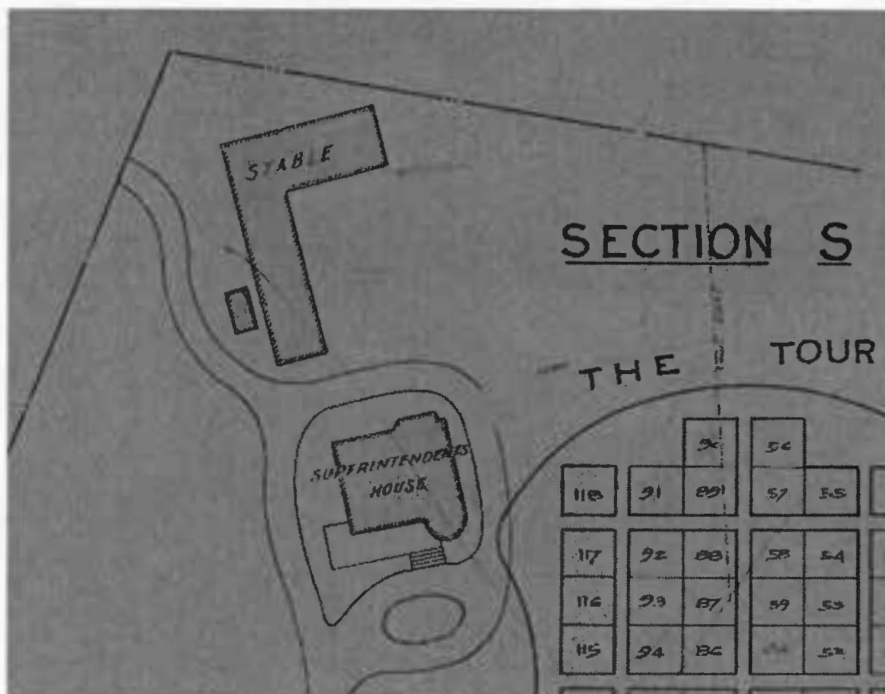 STABLE
SECTION S
THE TOUR
SUPERINTENDENTS
HOUSE
90 56
118 91 89 57 55
117 92 88 58 54
116 93 87 59 53
115 94 86 52